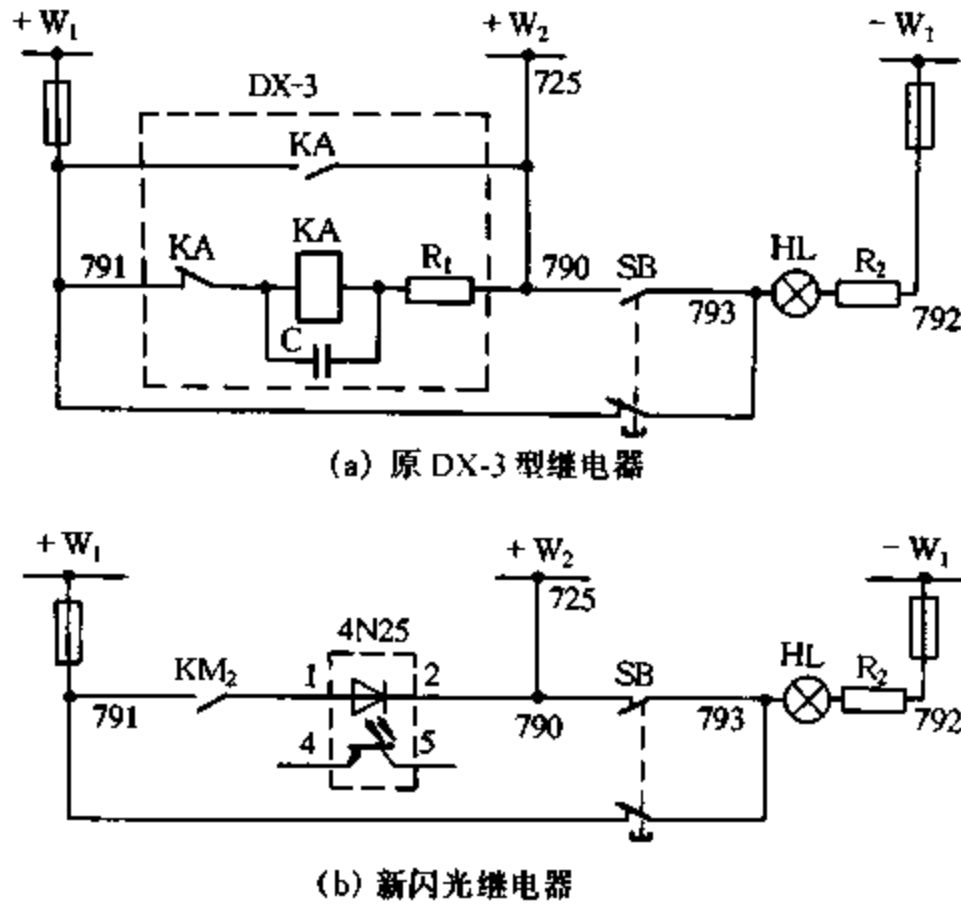 +W₁
+W₂
-W₁
725
DX-3
KA
KA
KA
R₁
791
790
SB
793
HL
R₂
792
C
(a) 原 DX-3 型继电器
+W₁
+W₂
-W₁
725
4N25
KM₂
1
2
SB
HL
R₂
791
790
793
792
4
5
(b) 新闪光继电器